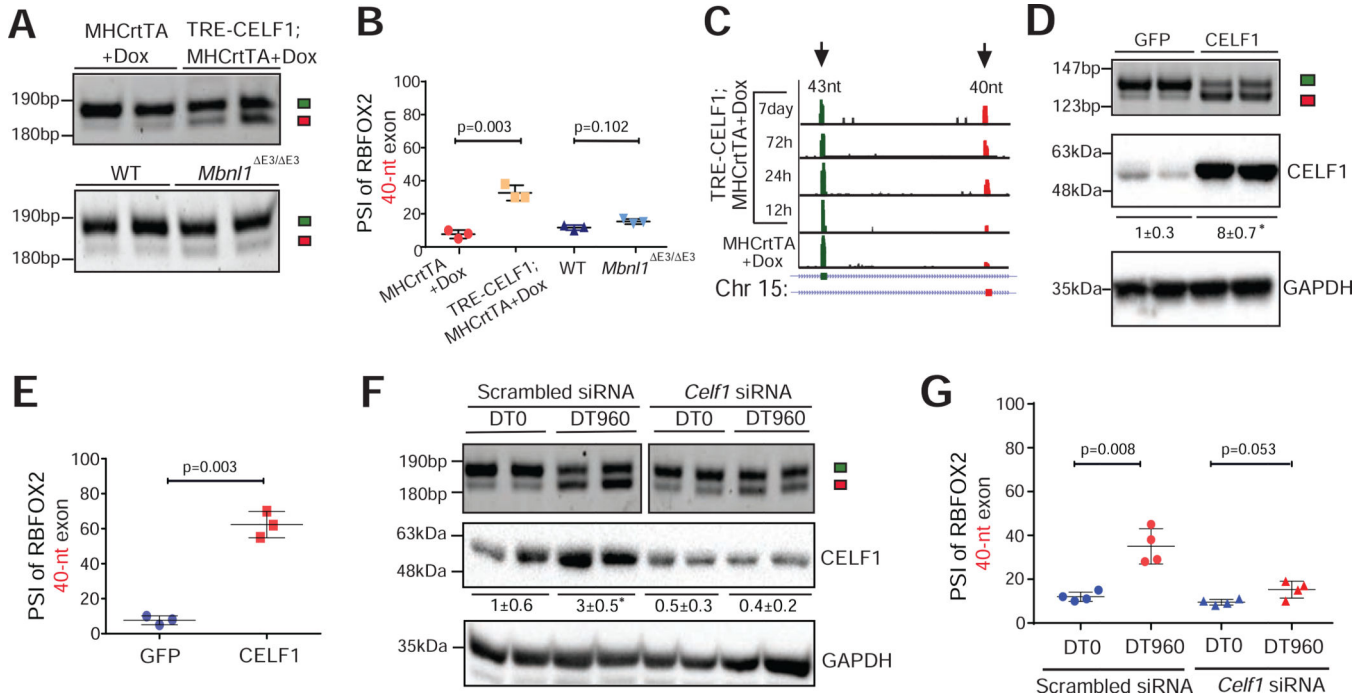 A
MHCrtTA
+Dox
TRE-CELF1;
MHCrtTA+Dox
190bp
180bp
WT
Mbnl1 ΔE3/ΔE3
190bp
180bp
B
PSI of RBFOX2
40-nt exon
100
80
60
40
20
0
p=0.003
p=0.102
MHCrtTA
+Dox
TRE-CELF1;
MHCrtTA+Dox
WT
Mbnl1 ΔE3/ΔE3
C
43nt
40nt
TRE-CELF1;
MHCrtTA+Dox
7day
72h
24h
12h
MHCrtTA
+Dox
Chr 15:
D
GFP
CELF1
147bp
123bp
63kDa
48kDa
CELF1
1±0.3
8±0.7*
35kDa
GAPDH
E
PSI of RBFOX2
40-nt exon
100
80
60
40
20
0
p=0.003
GFP
CELF1
F
Scrambled siRNA
Celf1 siRNA
DT0
DT960
DT0
DT960
190bp
180bp
63kDa
48kDa
CELF1
1±0.6
3±0.5*
0.5±0.3
0.4±0.2
35kDa
GAPDH
G
PSI of RBFOX2
40-nt exon
100
80
60
40
20
0
p=0.008
p=0.053
DT0
DT960
DT0
DT960
Scrambled siRNA
Celf1 siRNA